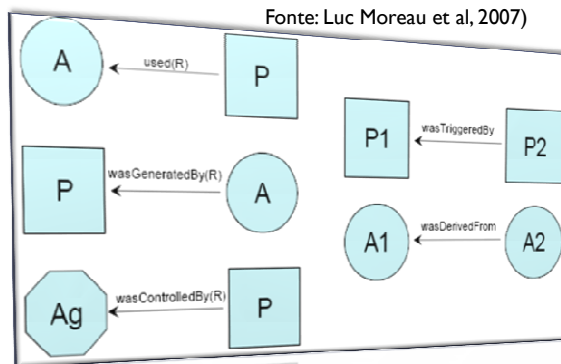 Fonte: Luc Moreau et al, 2007)
A used(R) P
P wasGeneratedBy(R) A
Ag wasControlledBy(R) P
P1 wasTriggeredBy P2
A1 wasDerivedFrom A2